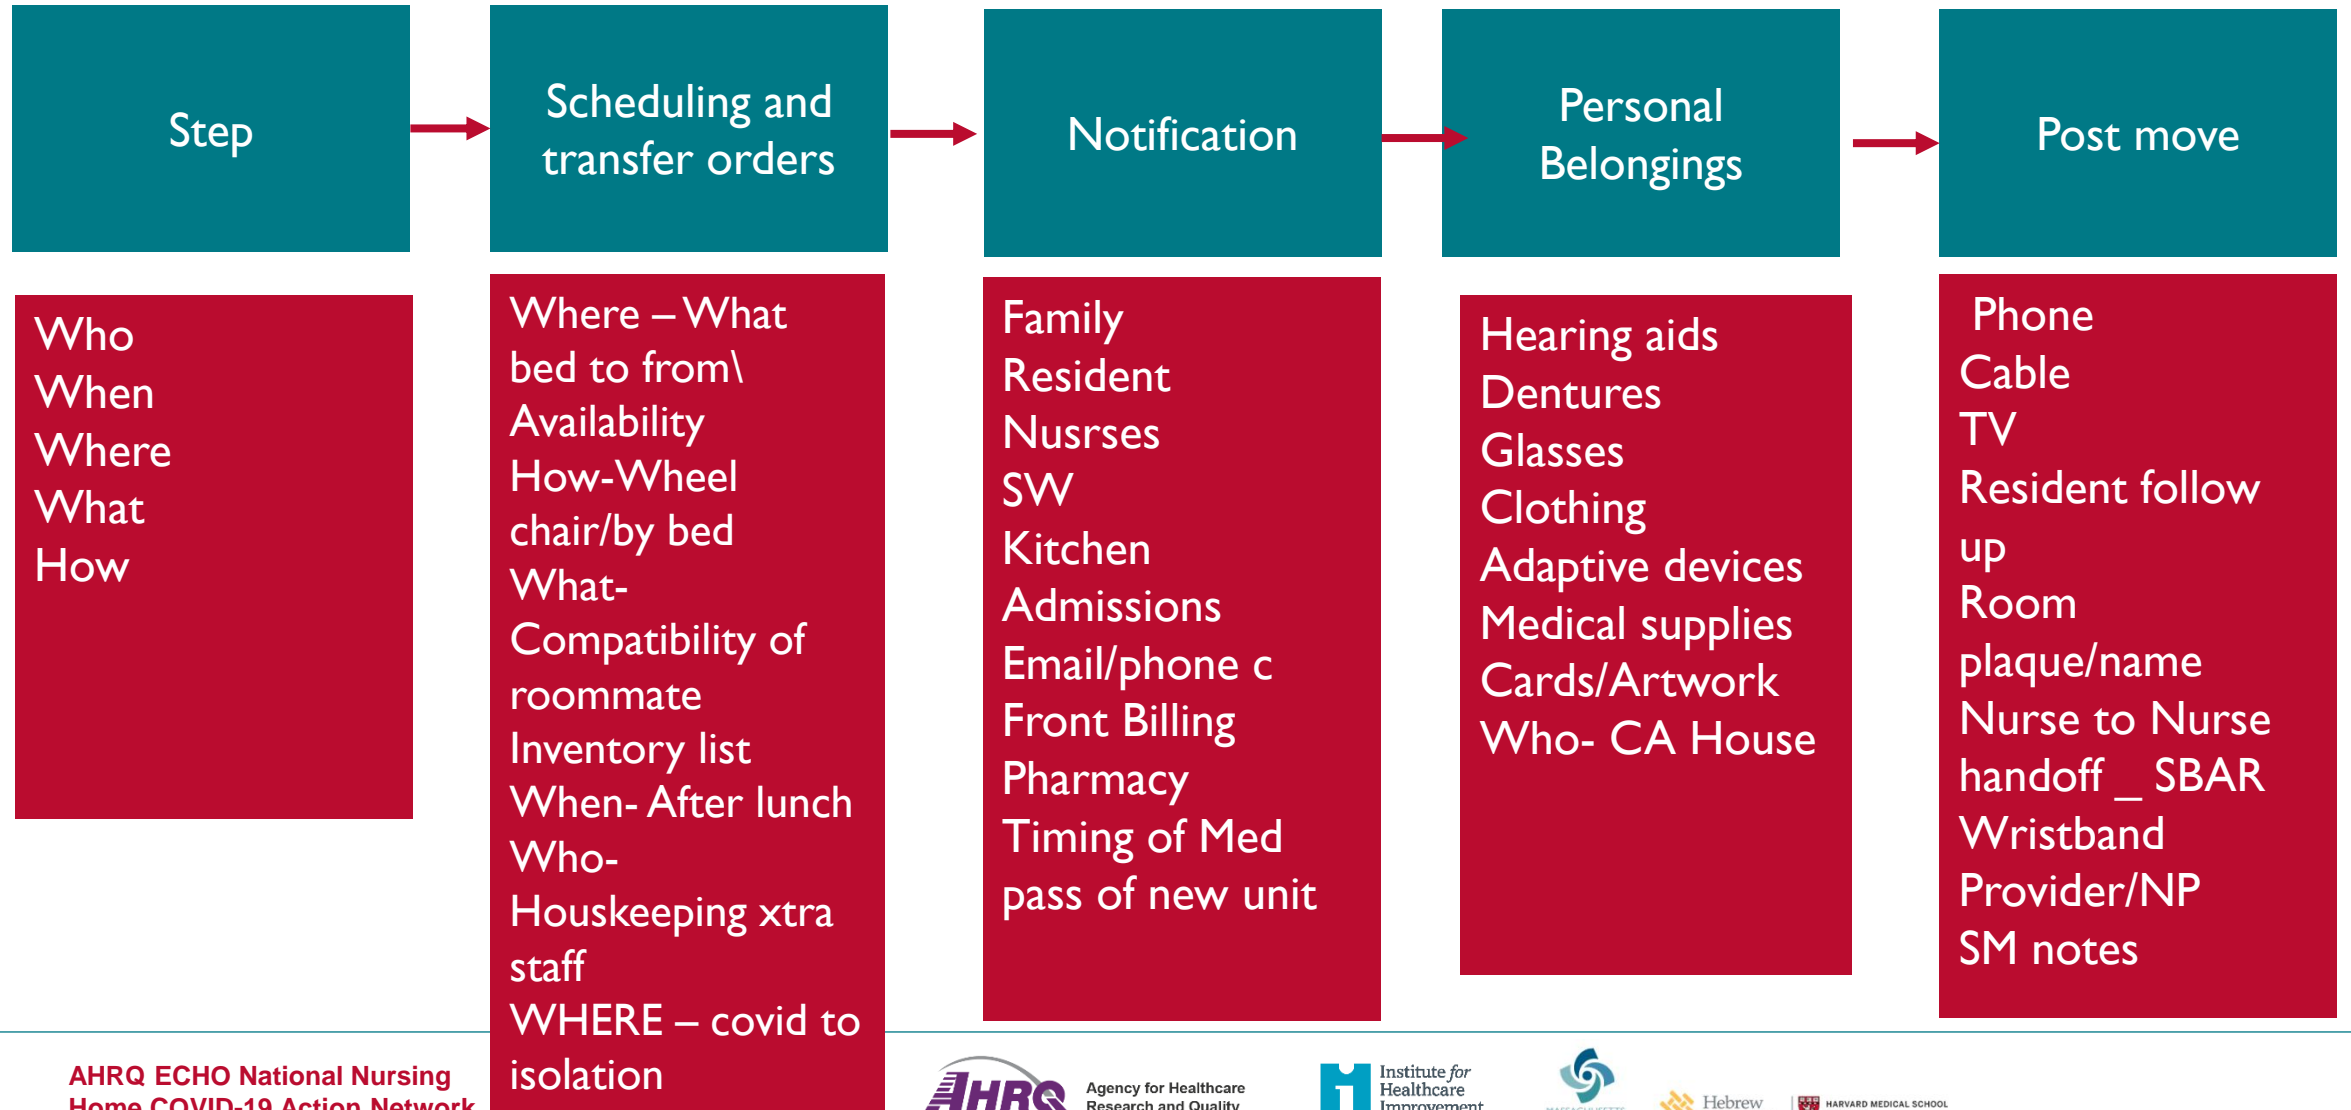 Step
Scheduling and
transfer orders
Notification
Personal
Belongings
Post move
Who
When
Where
What
How
Where – What
bed to from\
Availability
How-Wheel
chair/by bed
What-
Compatibility of
roommate
Inventory list
When- After lunch
Who-
Houskeeping xtra
staff
WHERE – covid to
isolation
Family
Resident
Nusrses
SW
Kitchen
Admissions
Email/phone c
Front Billing
Pharmacy
Timing of Med
pass of new unit
Hearing aids
Dentures
Glasses
Clothing
Adaptive devices
Medical supplies
Cards/Artwork
Who- CA House
Phone
Cable
TV
Resident follow
up
Room
plaque/name
Nurse to Nurse
handoff _ SBAR
Wristband
Provider/NP
SM notes
AHRQ ECHO National Nursing
Home COVID-19 Action Network
AHRQ
Agency for Healthcare
Research and Quality
Institute for
Healthcare
Improvement
MASSACHUSETTS
Hebrew
HARVARD MEDICAL SCHOOL